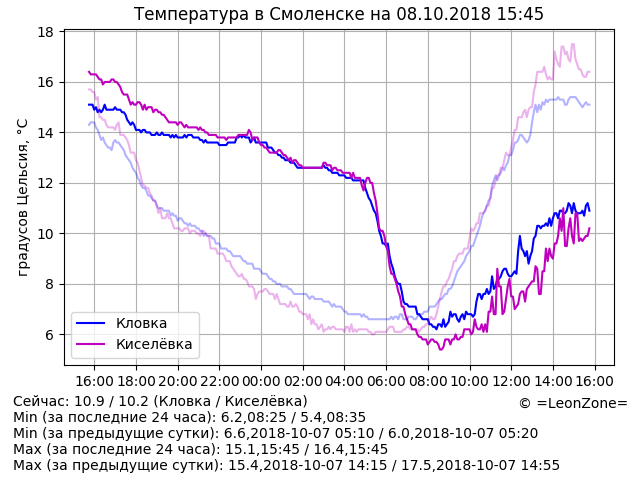 Температура в Смоленске на 08.10.2018 15:45
18
16
14
12
10
8
6
градусов Цельсия, °C
Кловка
Киселёвка
16:00 18:00 20:00 22:00 00:00 02:00 04:00 06:00 08:00 10:00 12:00 14:00 16:00
Сейчас: 10.9 / 10.2 (Кловка / Киселёвка)
© =LeonZone=
Min (за последние 24 часа): 6.2,08:25 / 5.4,08:35
Min (за предыдущие сутки): 6.6,2018-10-07 05:10 / 6.0,2018-10-07 05:20
Max (за последние 24 часа): 15.1,15:45 / 16.4,15:45
Max (за предыдущие сутки): 15.4,2018-10-07 14:15 / 17.5,2018-10-07 14:55